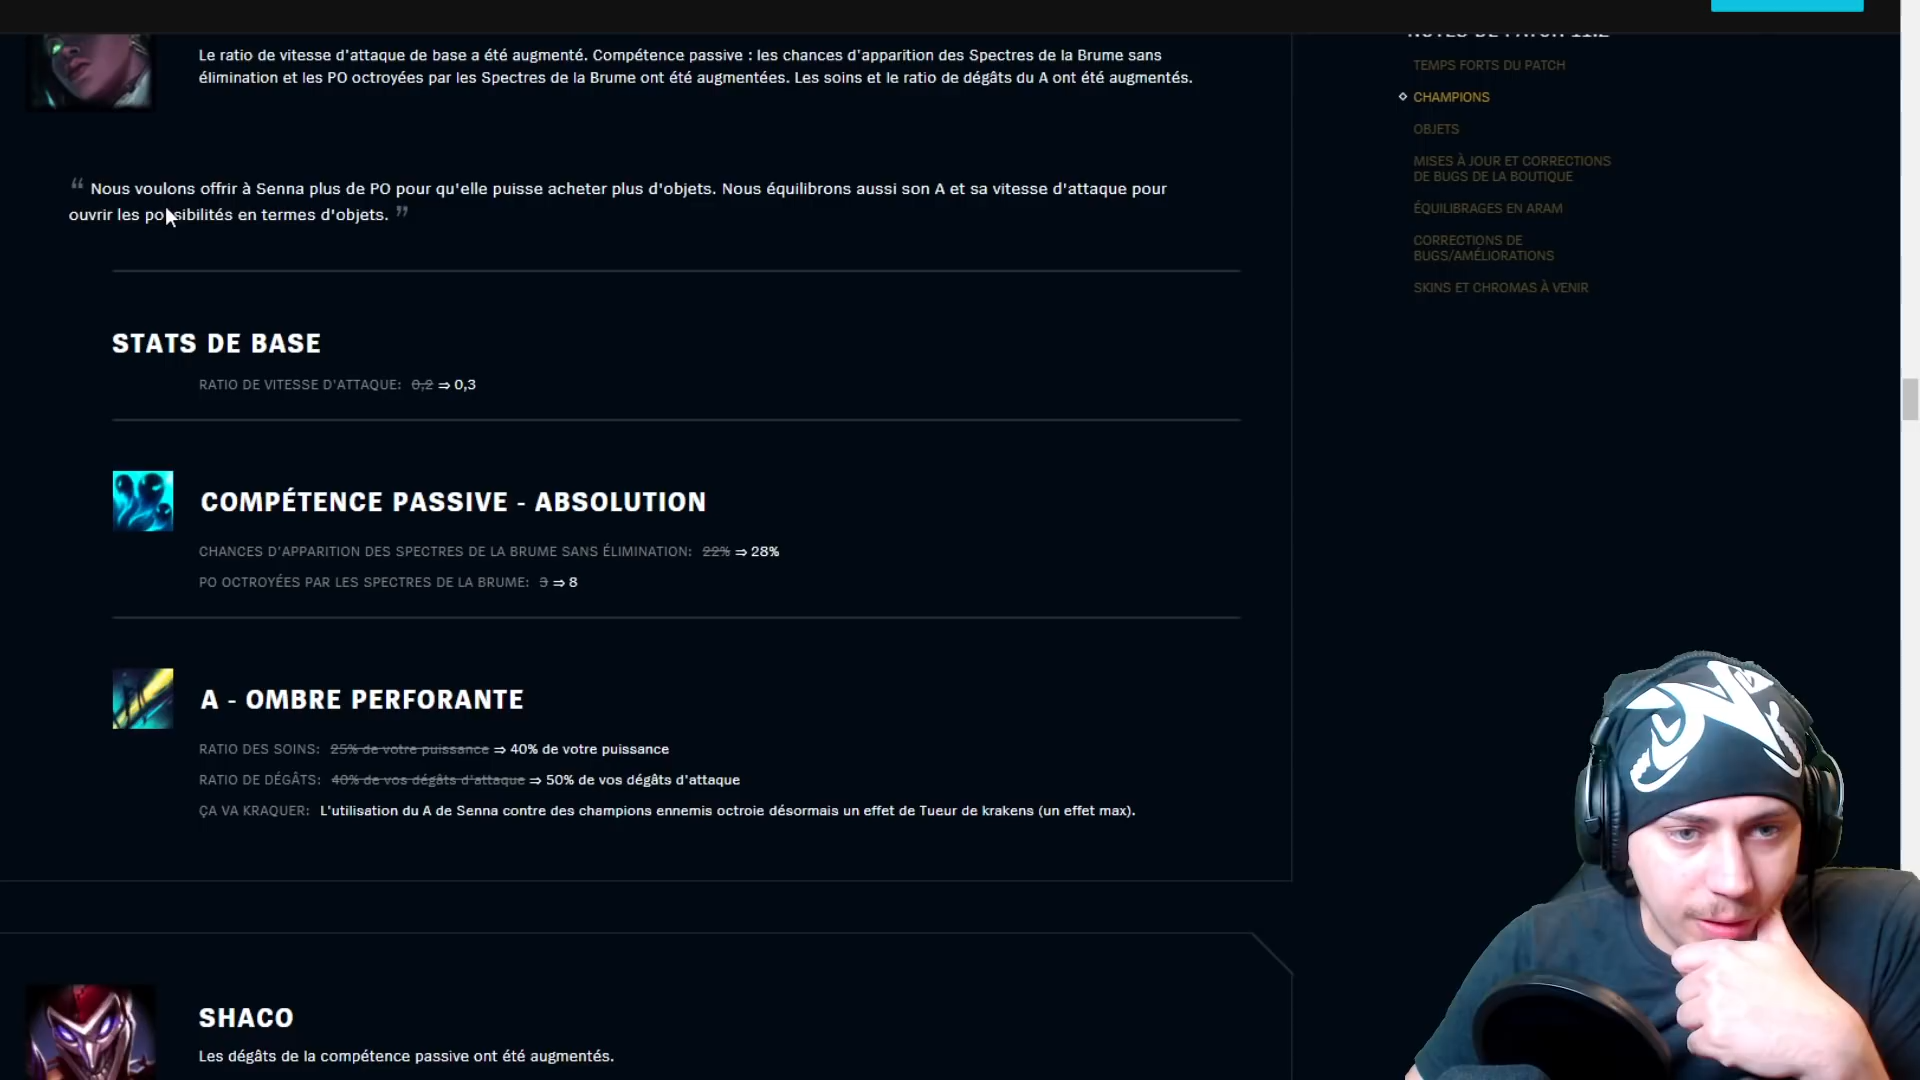 Le ratio de vitesse d'attaque de base a été augmenté. Compétence passive : les chances d'apparition des Spectres de la Brume sans
élimination et les PO octroyées par les Spectres de la Brume ont été augmentées. Les soins et le ratio de dégâts du A ont été augmentés.
“ Nous voulons offrir à Senna plus de PO pour qu'elle puisse acheter plus d'objets. Nous équilibrons aussi son A et sa vitesse d'attaque pour
ouvrir les possibilités en termes d'objets. ”
STATS DE BASE
RATIO DE VITESSE D'ATTAQUE: 0,2 ⇒ 0,3
COMPÉTENCE PASSIVE - ABSOLUTION
CHANCES D'APPARITION DES SPECTRES DE LA BRUME SANS ÉLIMINATION: 22% ⇒ 28%
PO OCTROYÉES PAR LES SPECTRES DE LA BRUME: 3 ⇒ 8
A - OMBRE PERFORANTE
RATIO DES SOINS: 25% de votre puissance ⇒ 40% de votre puissance
RATIO DE DÉGÂTS: 40% de vos dégâts d'attaque ⇒ 50% de vos dégâts d'attaque
ÇA VA KRAQUER: L'utilisation du A de Senna contre des champions ennemis octroie désormais un effet de Tueur de krakens (un effet max).
SHACO
Les dégâts de la compétence passive ont été augmentés.
NOTES DE PATCH 11.2
TEMPS FORTS DU PATCH
CHAMPIONS
OBJETS
MISES À JOUR ET CORRECTIONS
DE BUGS DE LA BOUTIQUE
ÉQUILIBRAGES EN ARAM
CORRECTIONS DE
BUGS/AMÉLIORATIONS
SKINS ET CHROMAS À VENIR